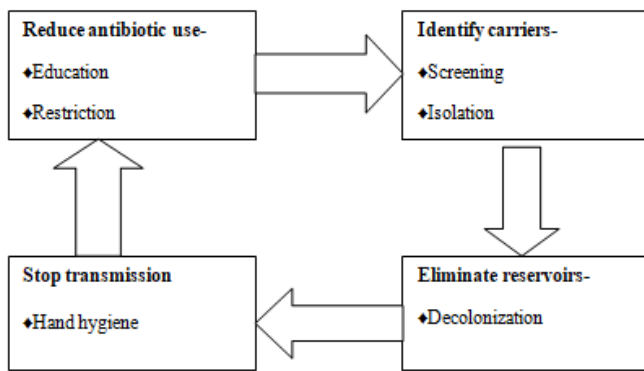 Reduce antibiotic use-
♦Education
♦Restriction
Identify carriers-
♦Screening
♦Isolation
Stop transmission
♦Hand hygiene
Eliminate reservoirs-
♦Decolonization